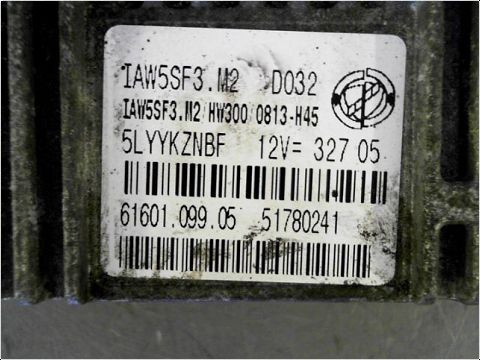 IAW5SF3.M2 D032
IAW5SF3.M2/HW300/0813-H45
5LYYKZNBF 12V= 327 05
61601.099.05 51780241